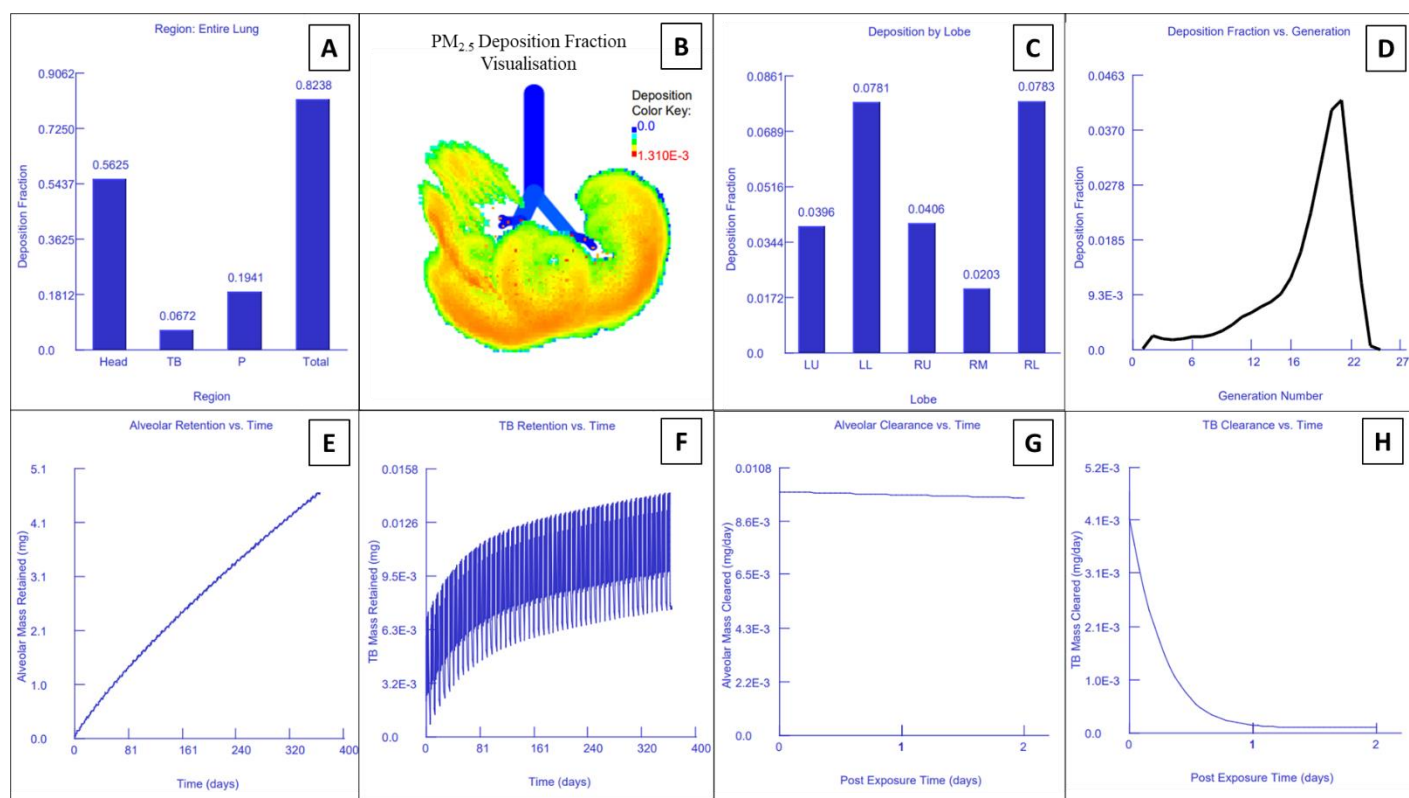 Region: Entire Lung
A
0.9062
0.7250
0.5437
0.3625
0.1812
0.0
Deposition Fraction
0.5625
0.0672
0.1941
0.8238
Head TB P Total
Region
PM2.5 Deposition Fraction
Visualisation
B
Deposition
Color Key:
0.0
1.310E-3
Deposition by Lobe
C
0.0861
0.0689
0.0516
0.0344
0.0172
0.0
Deposition Fraction
0.0396
0.0781
0.0406
0.0203
0.0783
LU LL RU RM RL
Lobe
Deposition Fraction vs. Generation
D
0.0463
0.0370
0.0278
0.0185
9.3E-3
0.0
Deposition Fraction
0 6 12 16 22 27
Generation Number
Alveolar Retention vs. Time
E
5.1
4.1
3.1
2.1
1.0
0.0
Alveolar Mass Retained (mg)
0 81 161 240 320 400
Time (days)
TB Retention vs. Time
F
0.0158
0.0126
9.5E-3
6.3E-3
3.2E-3
0.0
TB Mass Retained (mg)
0 81 161 240 320 400
Time (days)
Alveolar Clearance vs. Time
G
0.0108
8.6E-3
6.5E-3
4.3E-3
2.2E-3
0.0
Alveolar Mass Cleared (mg/day)
0 1 2
Post Exposure Time (days)
TB Clearance vs. Time
H
5.2E-3
4.1E-3
3.1E-3
2.1E-3
1.0E-3
0.0
TB Mass Cleared (mg/day)
0 1 2
Post Exposure Time (days)